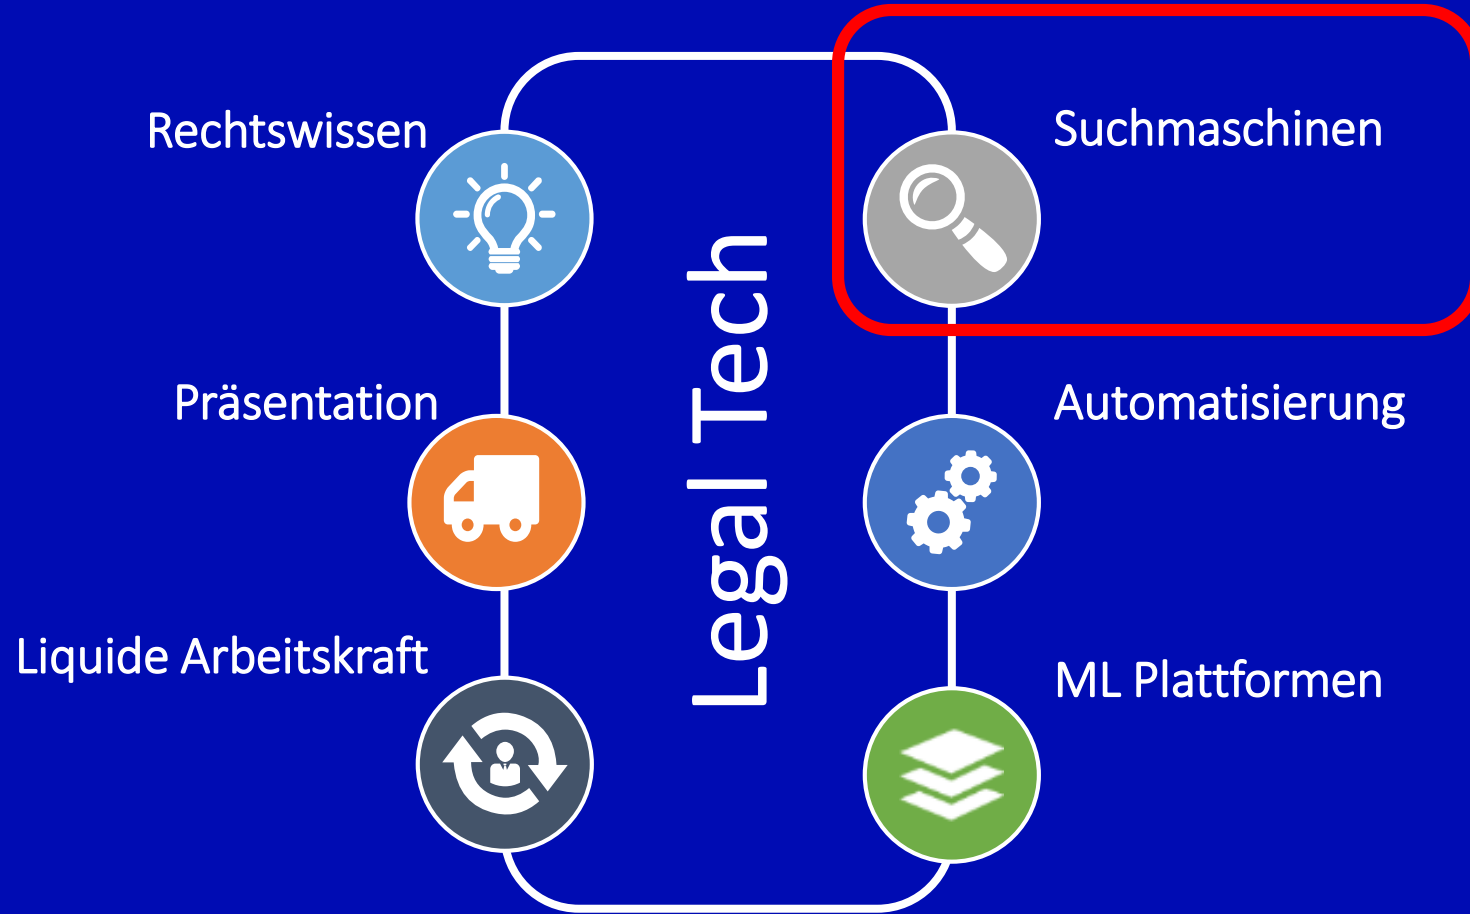 Rechtswissen
Suchmaschinen
Legal Tech
Präsentation
Automatisierung
Liquide Arbeitskraft
ML Plattformen